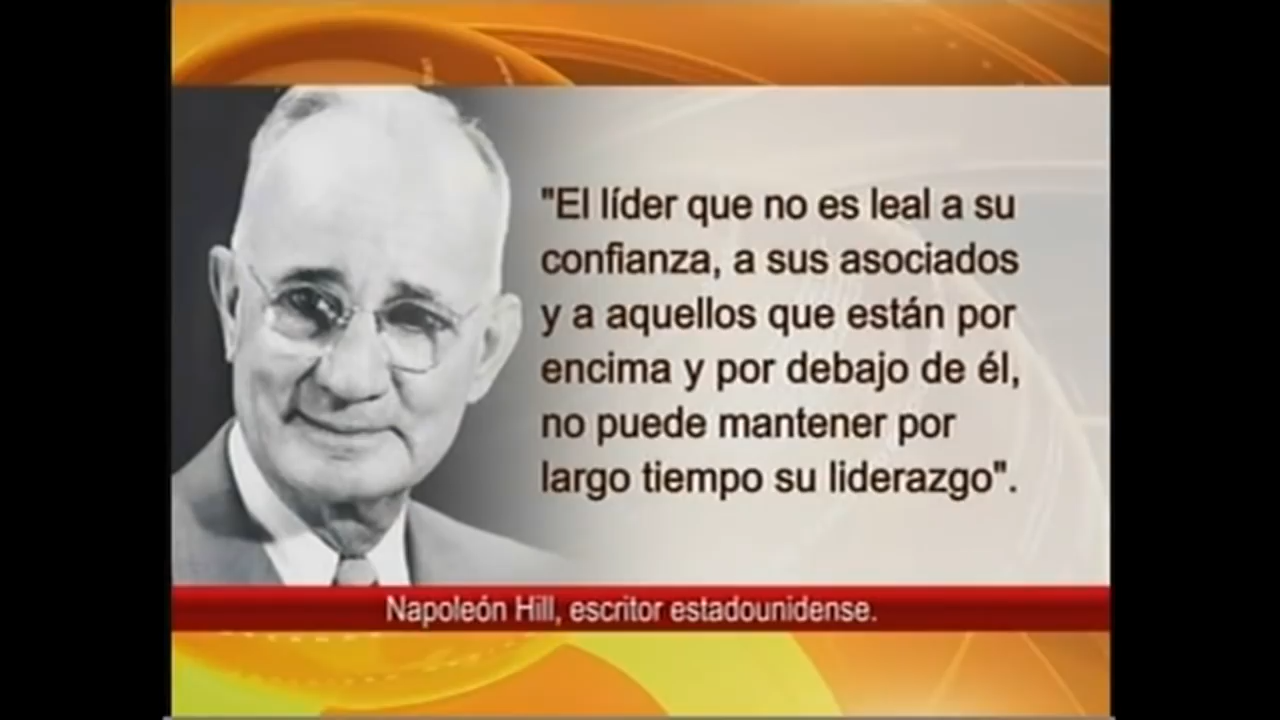 "El líder que no es leal a su
confianza, a sus asociados
y a aquellos que están por
encima y por debajo de él,
no puede mantener por
largo tiempo su liderazgo".
Napoleón Hill, escritor estadounidense.